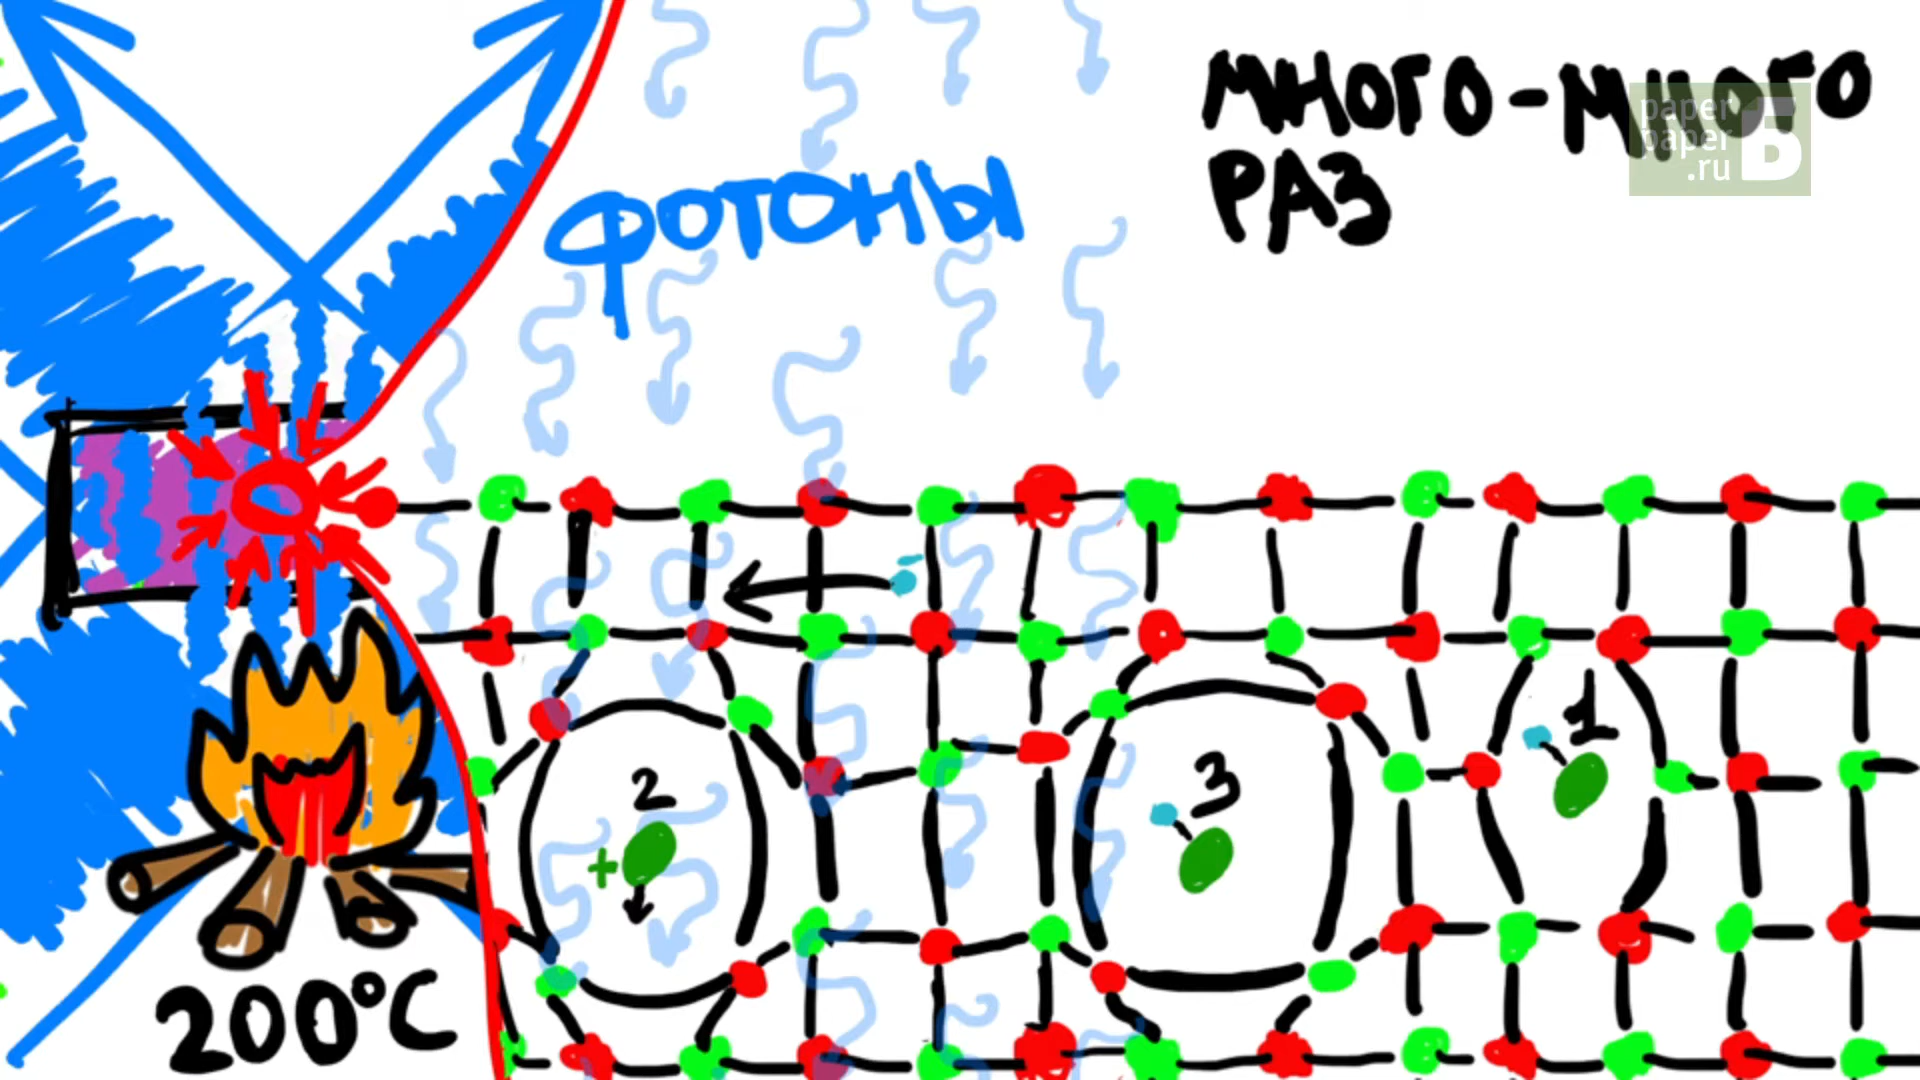 МНОГО-МНОГО
РАЗ
paper
paper
.ru
Б
ФОТОНЫ
1
2
3
+
200°C